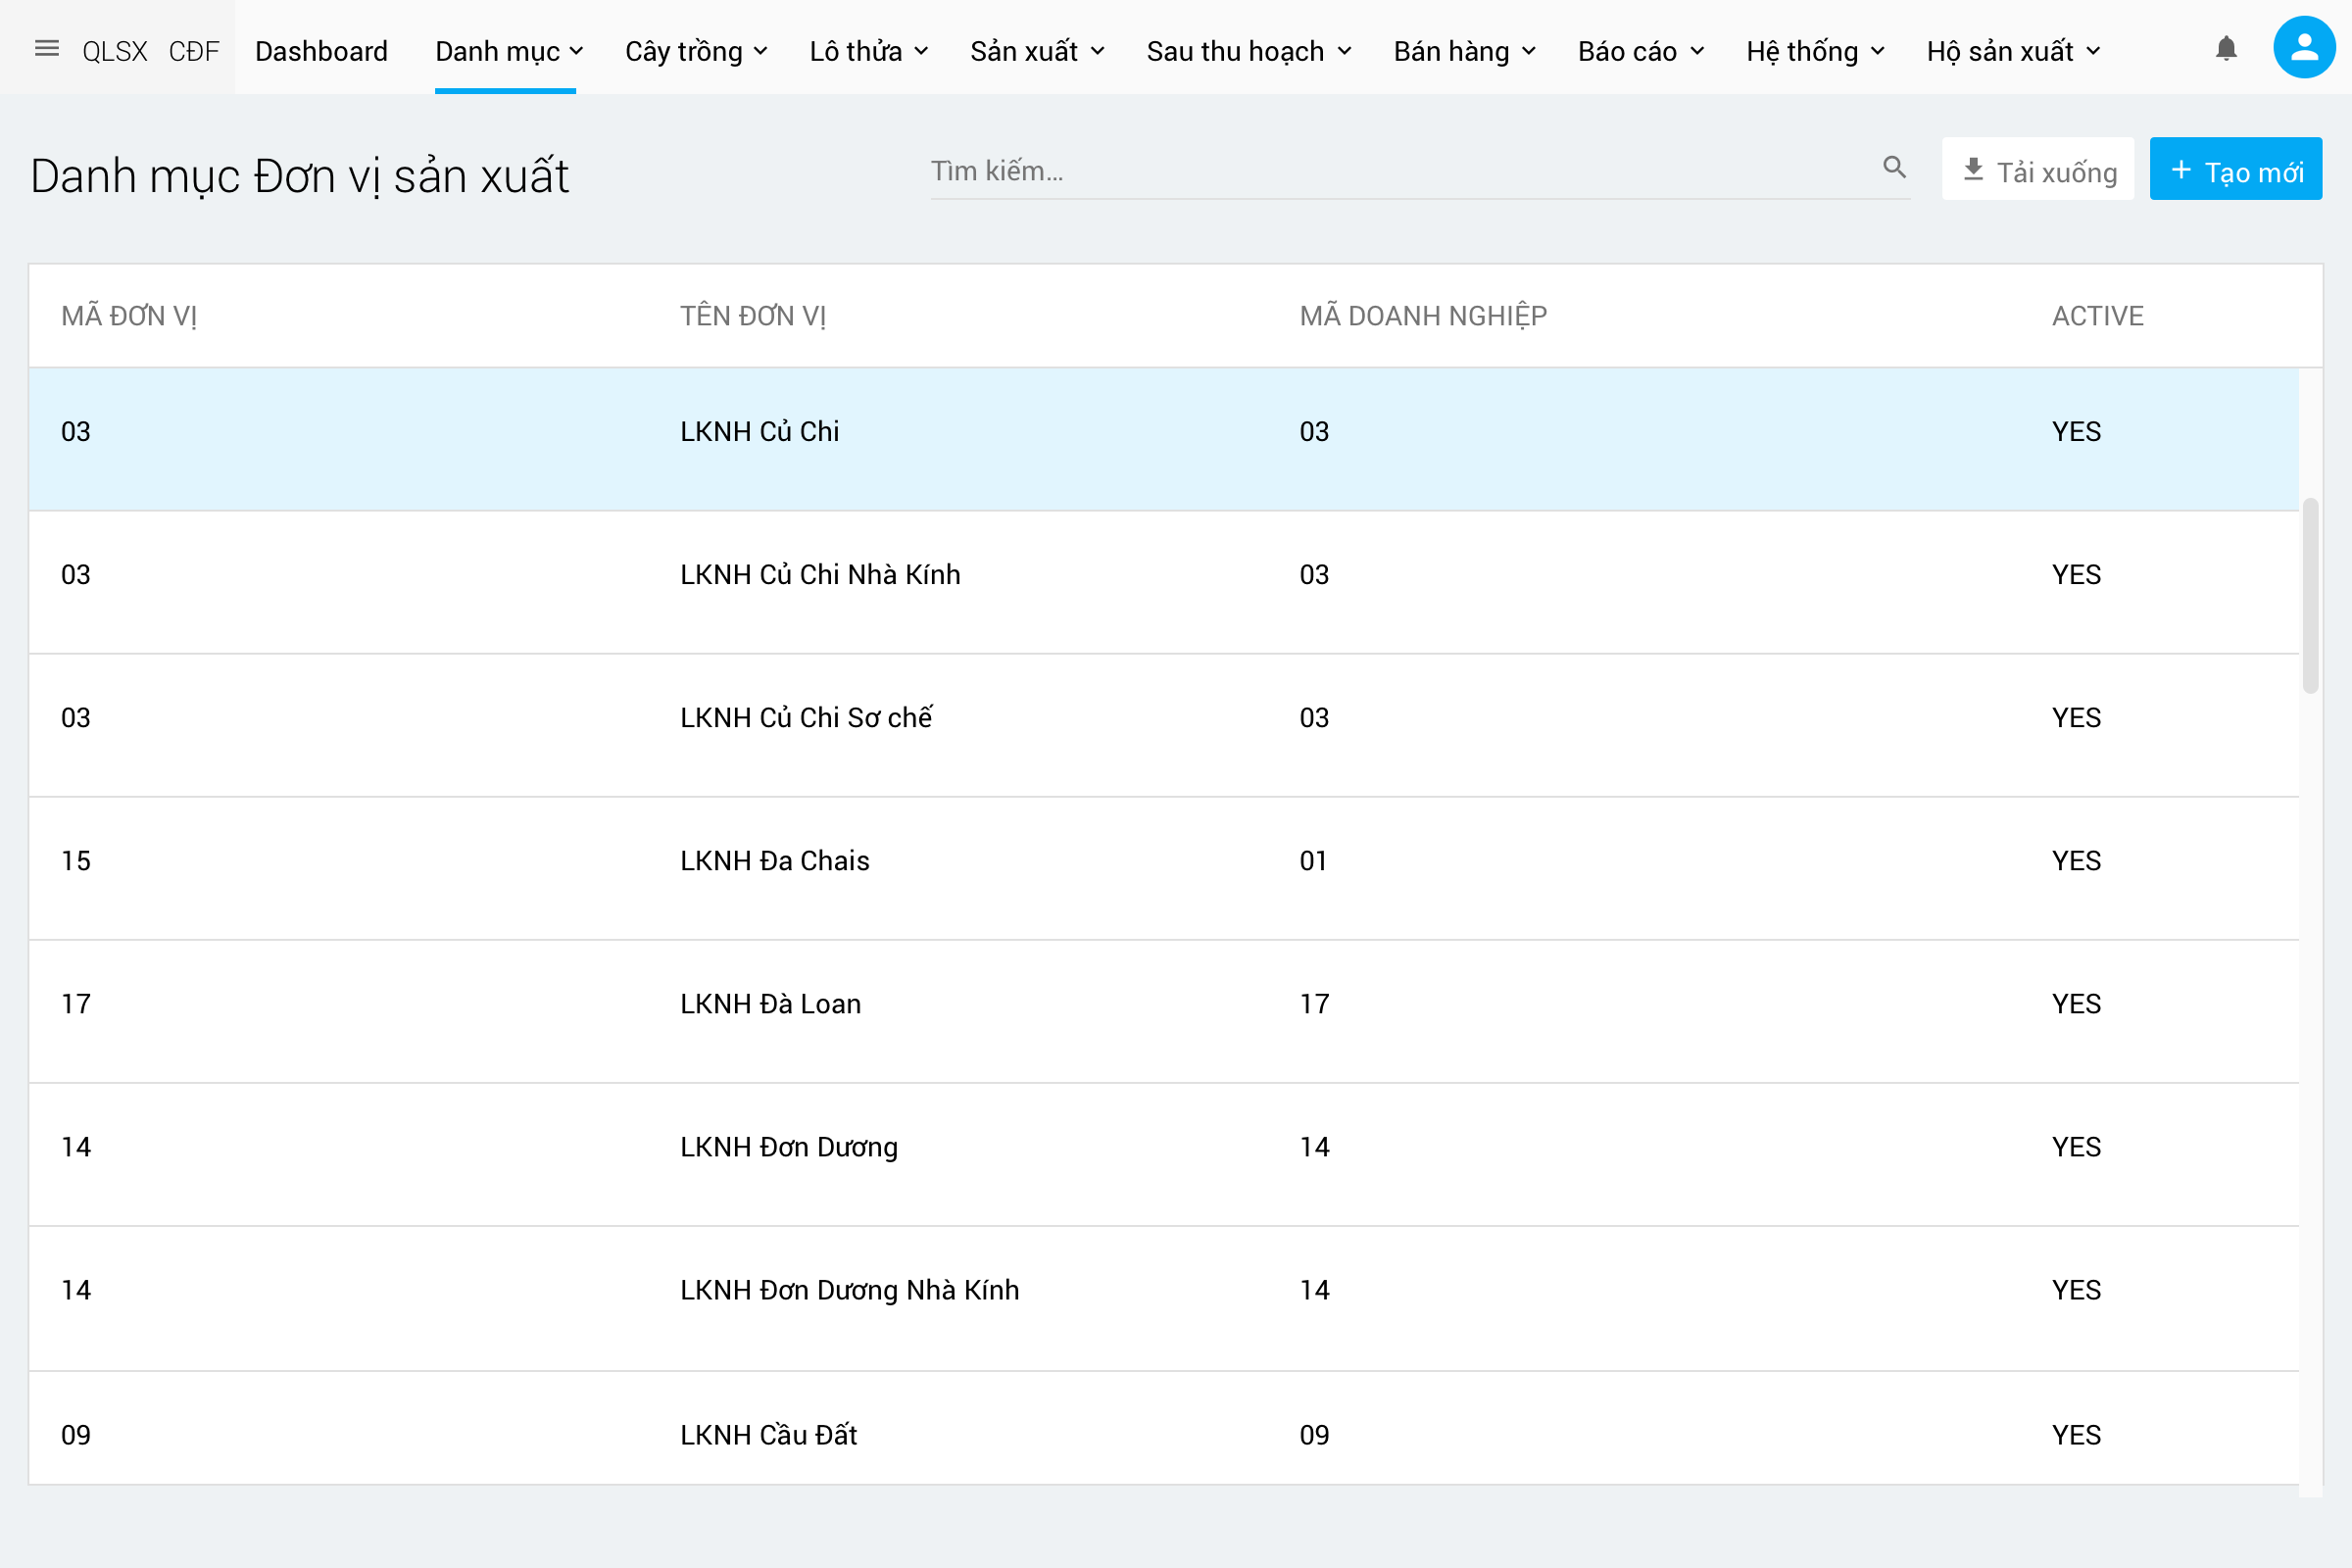 QLSX CĐF Dashboard Danh mục Cây trồng Lô thửa Sản xuất Sau thu hoạch Bán hàng Báo cáo Hệ thống Hộ sản xuất
Danh mục Đơn vị sản xuất Tìm kiếm... Tải xuống + Tạo mới
MÃ ĐƠN VỊ TÊN ĐƠN VỊ MÃ DOANH NGHIỆP ACTIVE
03 LKNH Củ Chi 03 YES
03 LKNH Củ Chi Nhà Kính 03 YES
03 LKNH Củ Chi Sơ chế 03 YES
15 LKNH Đa Chais 01 YES
17 LKNH Đà Loan 17 YES
14 LKNH Đơn Dương 14 YES
14 LKNH Đơn Dương Nhà Kính 14 YES
09 LKNH Cầu Đất 09 YES